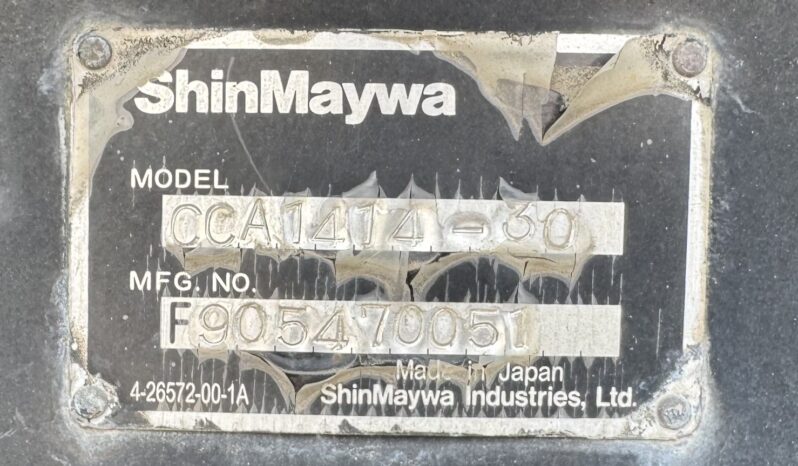 ShinMaywa
MODEL
CCA1414-30
MFG. NO.
F905470051
Made in Japan
4-26572-00-1A
ShinMaywa Industries, Ltd.